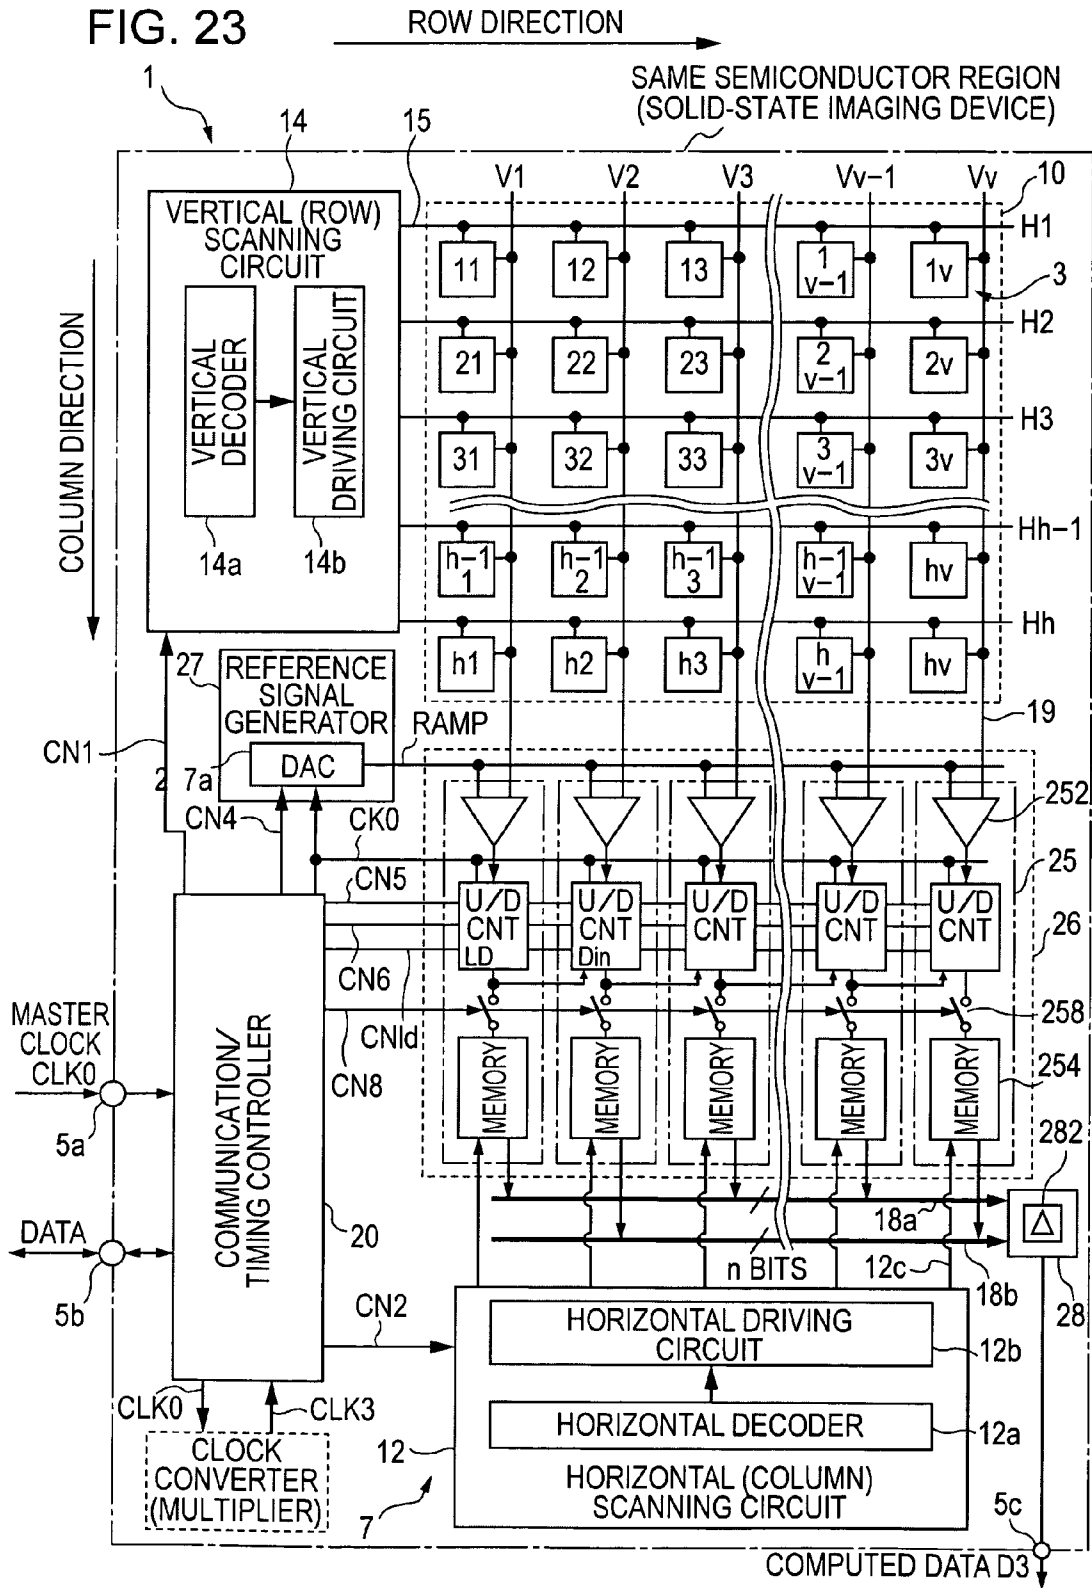 FIG. 23
ROW DIRECTION
SAME SEMICONDUCTOR REGION
(SOLID-STATE IMAGING DEVICE)
1
14
15
V1 V2 V3 Vv-1 Vv
10
VERTICAL (ROW)
SCANNING
CIRCUIT
H1
11 12 13 1 v-1 1v
3
COLUMN DIRECTION
VERTICAL
DECODER
VERTICAL
DRIVING CIRCUIT
H2
21 22 23 2 v-1 2v
H3
31 32 33 3 v-1 3v
14a 14b
Hh-1
h-1 1 h-1 2 h-1 3 h-1 v-1 hv
Hh
h1 h2 h3 h v-1 hv
27
REFERENCE
SIGNAL
GENERATOR
RAMP
19
CN1
2 7a
DAC
CN4
CK0
252
CN5
25
U/D CNT LD
U/D CNT Din
U/D CNT
U/D CNT
U/D CNT
26
CN6
CNld
CN8
258
MASTER
CLOCK
CLK0
5a
COMMUNICATION/
TIMING CONTROLLER
MEMORY
MEMORY
MEMORY
MEMORY
MEMORY
254
282
DATA
5b
20
18a
n BITS
12c
18b
28
CN2
HORIZONTAL DRIVING
CIRCUIT
12b
CLK0 CLK3
HORIZONTAL DECODER
12a
12
CLOCK
CONVERTER
(MULTIPLIER)
HORIZONTAL (COLUMN)
SCANNING CIRCUIT
7
5c
COMPUTED DATA D3